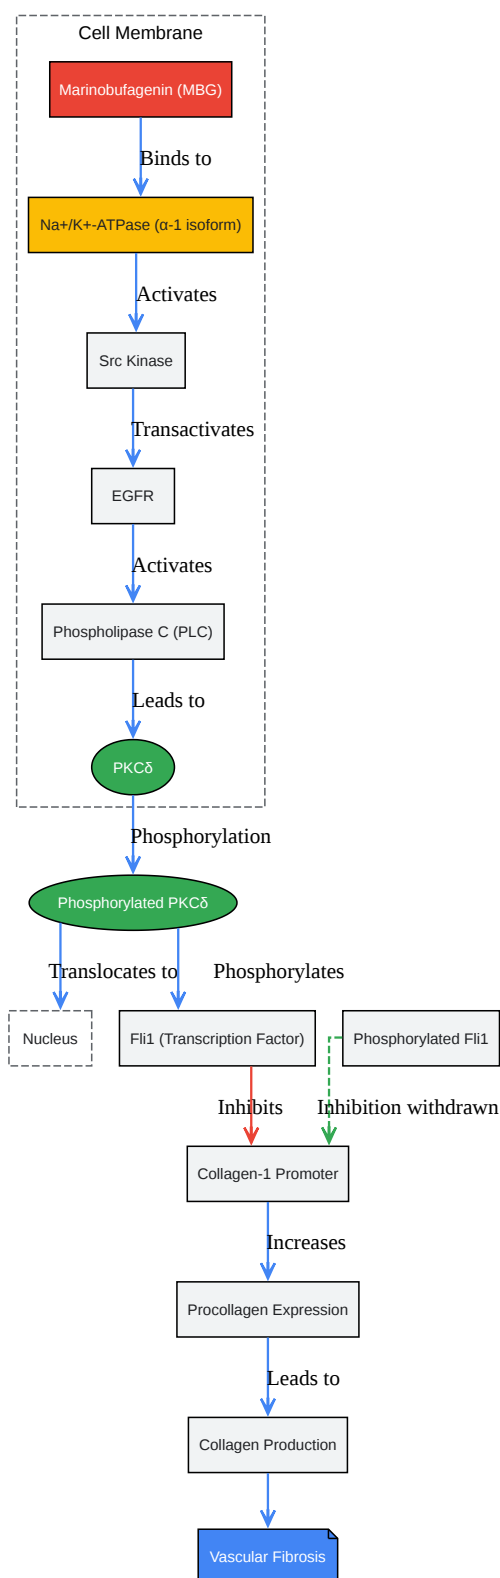 Cell Membrane
Marinobufagenin (MBG)
Binds to
Na+/K+-ATPase (α-1 isoform)
Activates
Src Kinase
Transactivates
EGFR
Activates
Phospholipase C (PLC)
Leads to
PKCδ
Phosphorylation
Phosphorylated PKCδ
Translocates to
Phosphorylates
Nucleus
Fli1 (Transcription Factor)
Phosphorylated Fli1
Inhibits
Inhibition withdrawn
Collagen-1 Promoter
Increases
Procollagen Expression
Leads to
Collagen Production
Vascular Fibrosis